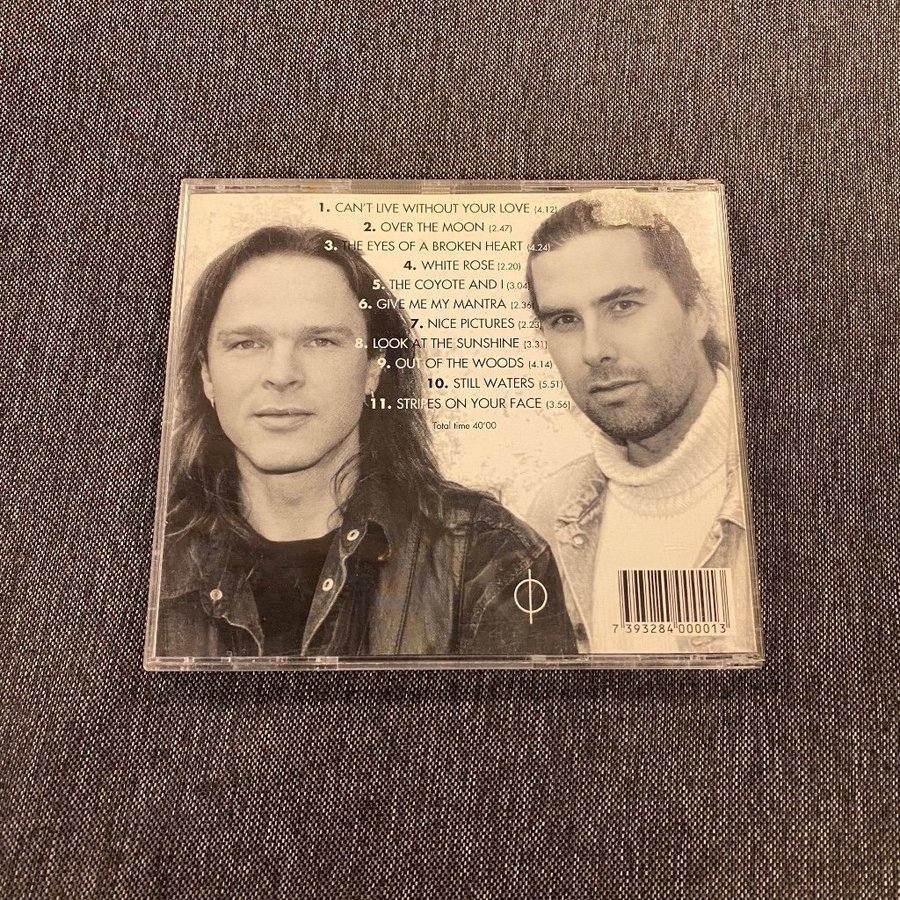 1. CAN'T LIVE WITHOUT YOUR LOVE (4.12)
2. OVER THE MOON (2.47)
3. THE EYES OF A BROKEN HEART (4.24)
4. WHITE ROSE (2.20)
5. THE COYOTE AND I (3.04)
6. GIVE ME MY MANTRA (2.36)
7. NICE PICTURES (2.23)
8. LOOK AT THE SUNSHINE (3.31)
9. OUT OF THE WOODS (4.14)
10. STILL WATERS (5.51)
11. STRIPES ON YOUR FACE (3.56)
Total time 40'00
7 393284 000013